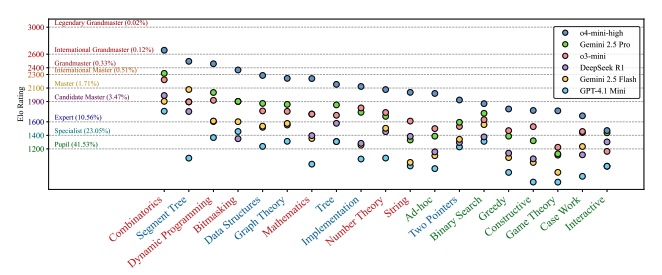 Elo Rating
3000
2600
2400
2300
2100
1900
1600
1400
1200
Legendary Grandmaster (0.02%)
International Grandmaster (0.12%)
Grandmaster (0.33%)
International Master (0.51%)
Master (1.71%)
Candidate Master (3.47%)
Expert (10.56%)
Specialist (23.05%)
Pupil (41.53%)
o4-mini-high
Gemini 2.5 Pro
o3-mini
DeepSeek R1
Gemini 2.5 Flash
GPT-4.1 Mini
Combinatorics
Segment Tree
Dynamic Programming
Bitmasking
Data Structures
Graph Theory
Mathematics
Tree
Implementation
Number Theory
String
Ad-hoc
Two Pointers
Binary Search
Greedy
Constructive
Game Theory
Case Work
Interactive